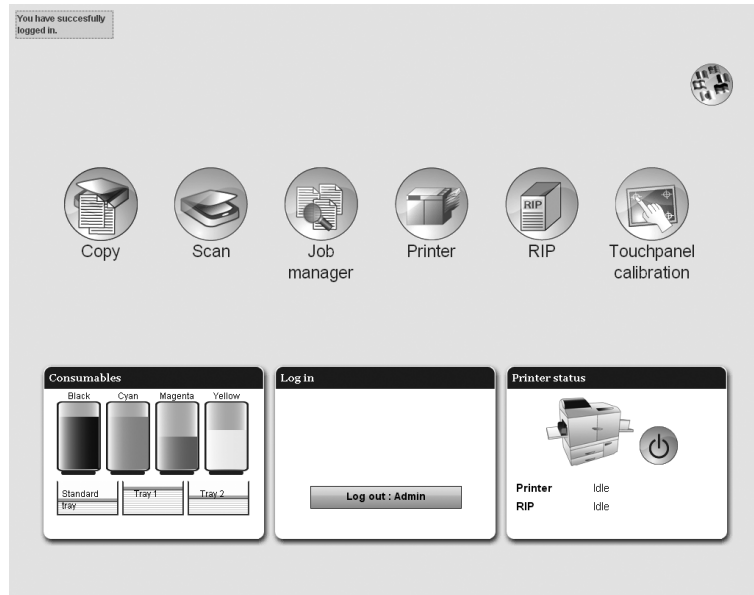 You have succesfully
logged in.
Copy
Scan
Job
manager
Printer
RIP
RIP
Touchpanel
calibration
Consumables
Black Cyan Magenta Yellow
Standard
tray
Tray 1
Tray 2
Log in
Log out : Admin
Printer status
Printer Idle
RIP Idle